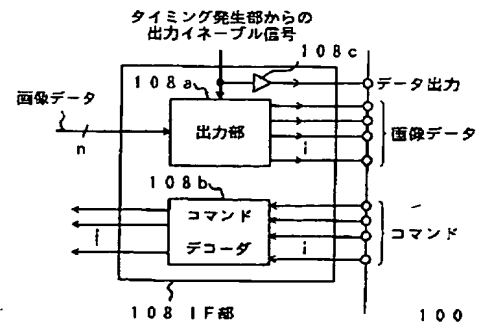 タイミング発生部からの
出力イネーブル信号
108c
108a
データ出力
画像データ
n
出力部
i
画像データ
108b
コマンド
デコーダ
j
i
コマンド
108 IF部
100